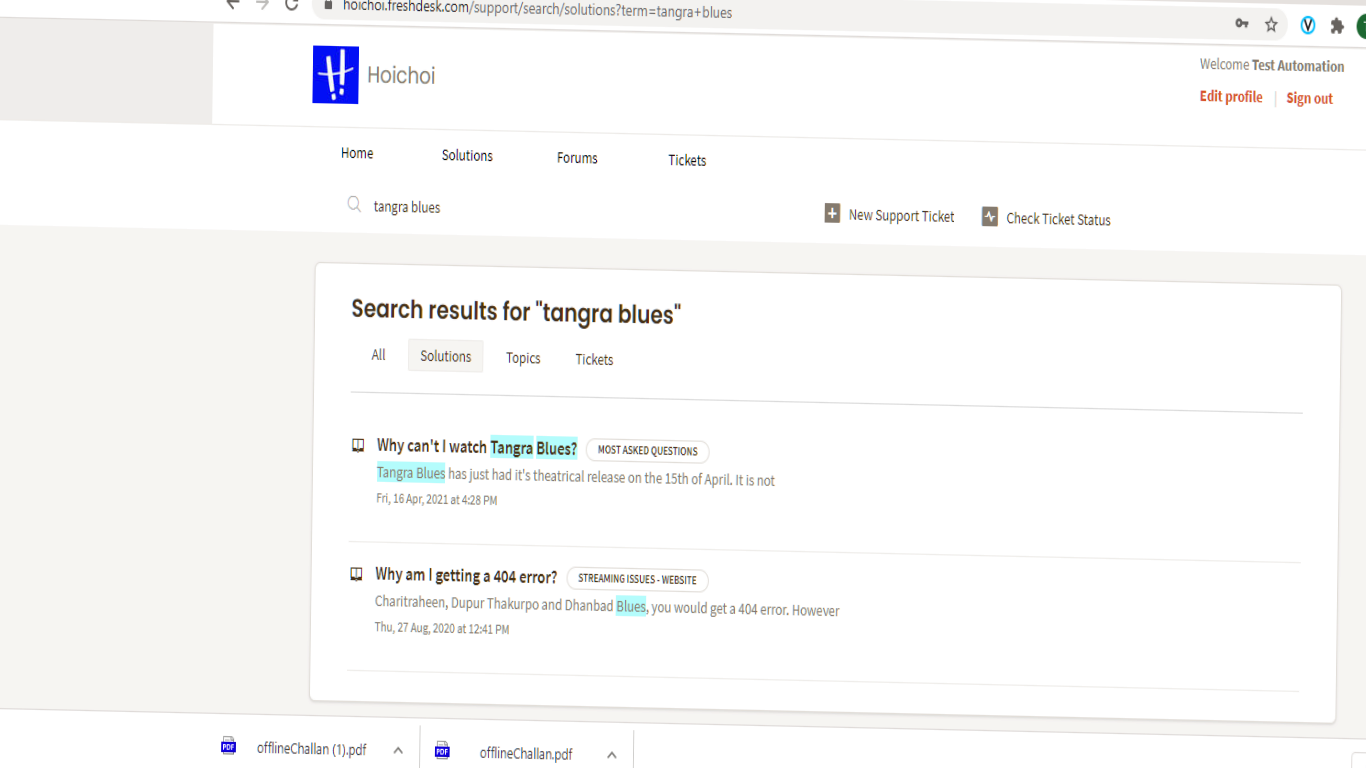 hoichoi.freshdesk.com/support/search/solutions?term=tangra+blues
Hoichoi
Welcome Test Automation
Edit profile | Sign out
Home Solutions Forums Tickets
tangra blues
New Support Ticket Check Ticket Status
Search results for "tangra blues"
All Solutions Topics Tickets
Why can't I watch Tangra Blues? MOST ASKED QUESTIONS
Tangra Blues has just had it's theatrical release on the 15th of April. It is not
Fri, 16 Apr, 2021 at 4:28 PM
Why am I getting a 404 error? STREAMING ISSUES - WEBSITE
Charitraheen, Dupur Thakurpo and Dhanbad Blues, you would get a 404 error. However
Thu, 27 Aug, 2020 at 12:41 PM
PDF offlineChallan (1).pdf PDF offlineChallan.pdf